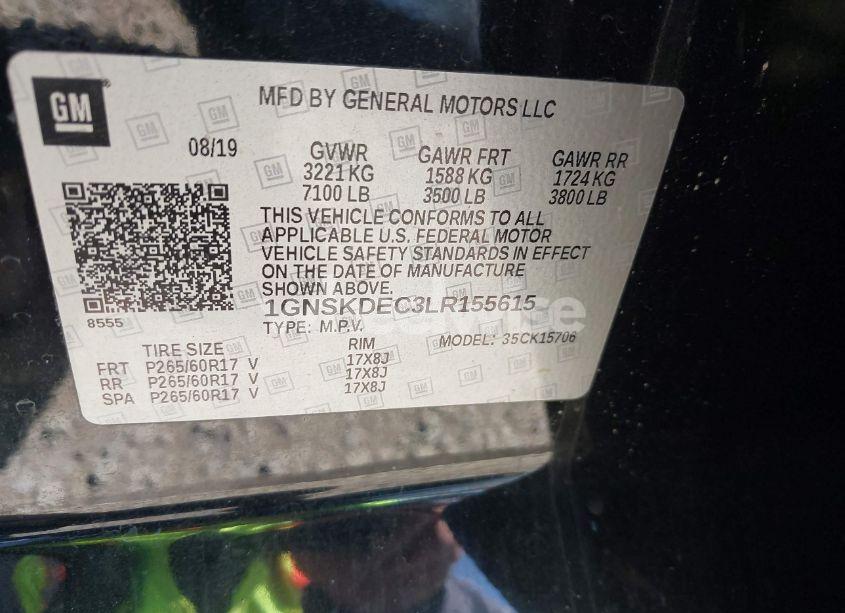 GM
MFD BY GENERAL MOTORS LLC
08/19
GVWR GAWR FRT GAWR RR
3221 KG 1588 KG 1724 KG
7100 LB 3500 LB 3800 LB
THIS VEHICLE CONFORMS TO ALL
APPLICABLE U.S. FEDERAL MOTOR
VEHICLE SAFETY STANDARDS IN EFFECT
ON THE DATE OF MANUFACTURE
SHOWN ABOVE.
1GNSKDEC3LR155615
8555
TYPE: M.P.V. MODEL: 35CK15706
TIRE SIZE RIM
FRT P265/60R17 V 17X8J
RR P265/60R17 V 17X8J
SPA P265/60R17 V 17X8J